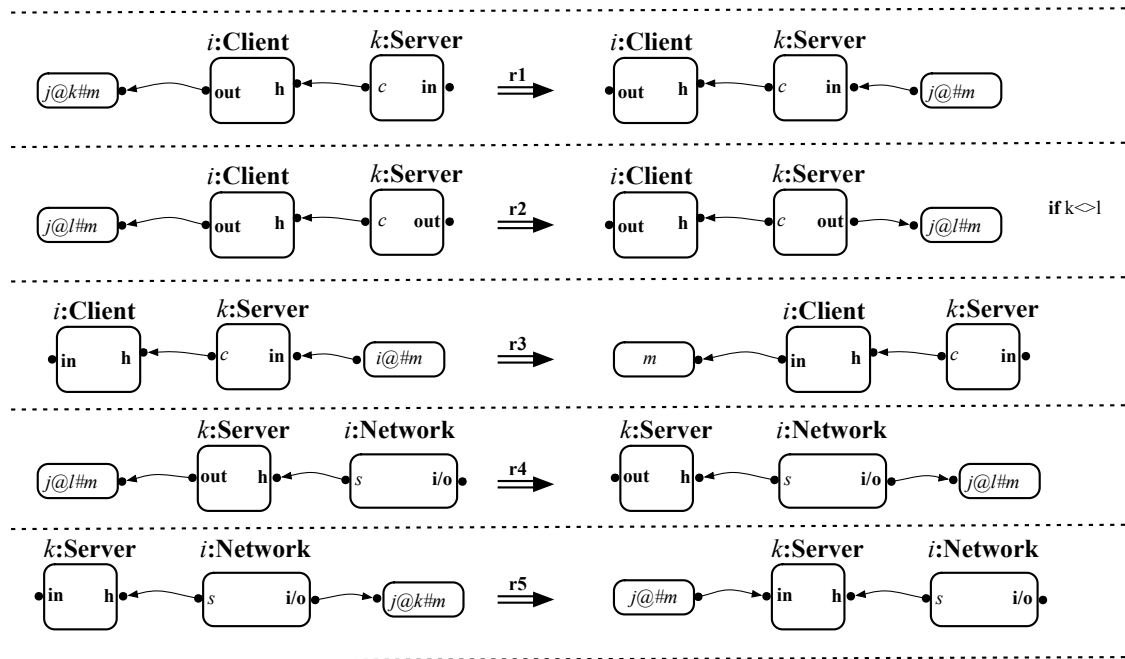 i:Client k:Server i:Client k:Server
j@k#m out h c in r1 out h c in j@#m
i:Client k:Server i:Client k:Server
j@l#m out h c out r2 out h c out j@l#m if k<>l
i:Client k:Server i:Client k:Server
in h c in i@#m r3 m in h c in
k:Server i:Network k:Server i:Network
j@l#m out h s i/o r4 out h s i/o j@l#m
k:Server i:Network k:Server i:Network
in h s i/o j@k#m r5 j@#m in h s i/o